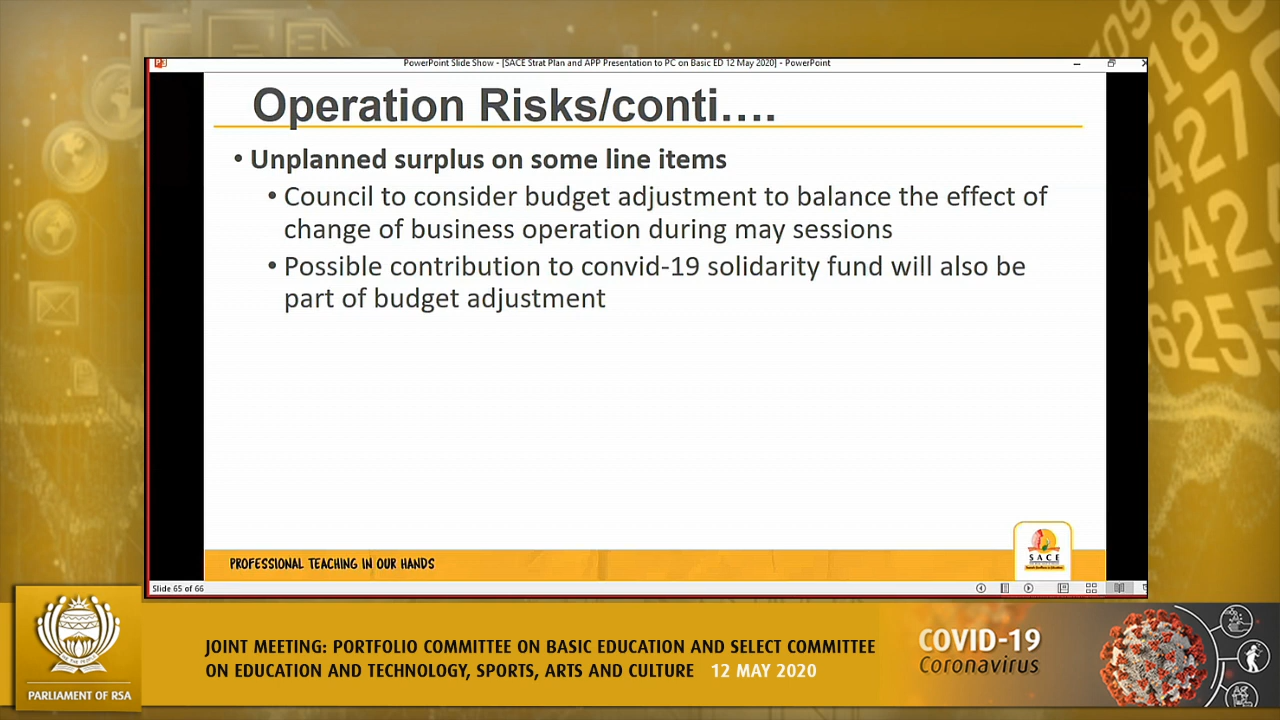 PowerPoint Slide Show - [SACE Strat Plan and APP Presentation to PC on Basic ED 12 May 2020] - PowerPoint
Operation Risks/conti….
• Unplanned surplus on some line items
• Council to consider budget adjustment to balance the effect of
change of business operation during may sessions
• Possible contribution to convid-19 solidarity fund will also be
part of budget adjustment
PROFESSIONAL TEACHING IN OUR HANDS
SACE
Slide 65 of 66
JOINT MEETING: PORTFOLIO COMMITTEE ON BASIC EDUCATION AND SELECT COMMITTEE
ON EDUCATION AND TECHNOLOGY, SPORTS, ARTS AND CULTURE 12 MAY 2020
PARLIAMENT OF RSA
COVID-19
Coronavirus